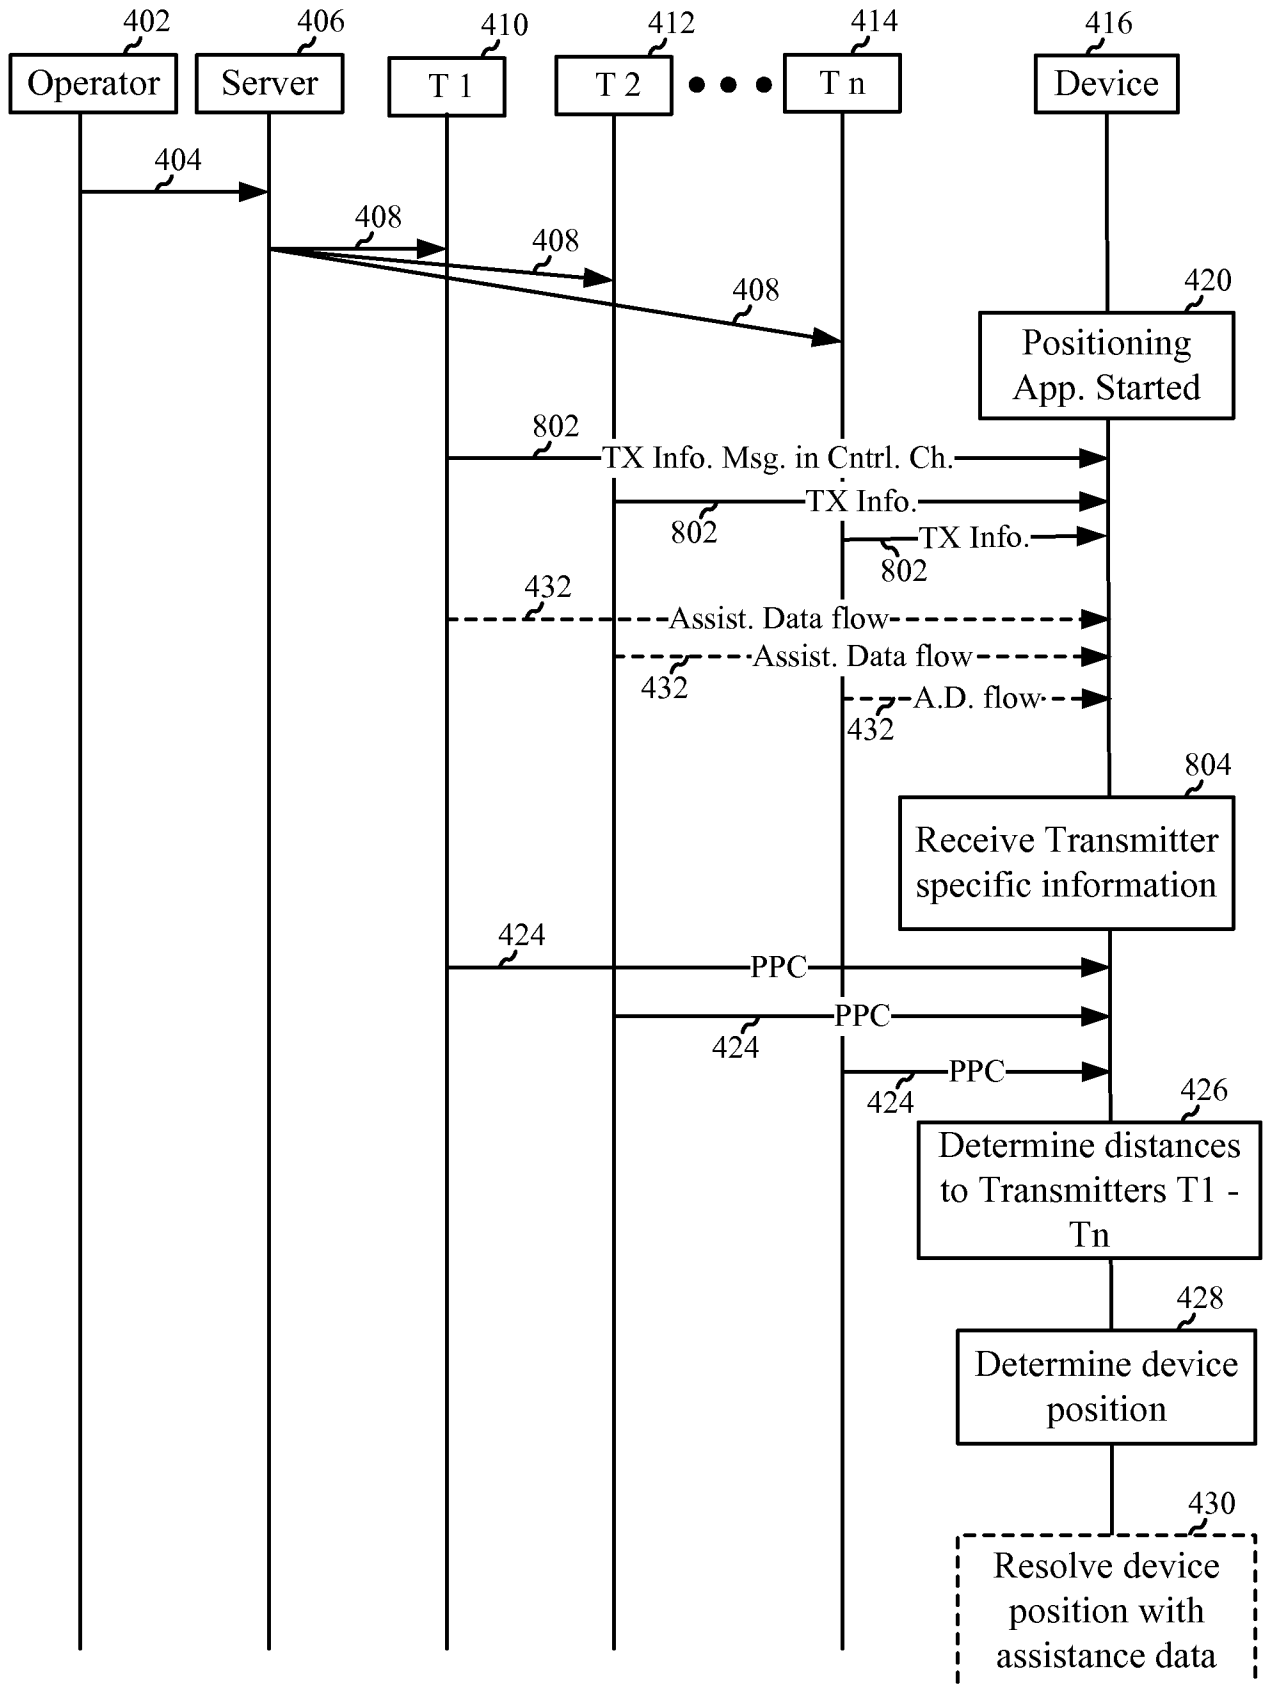 402
406
410
412
414
416
Operator
Server
T 1
T 2
T n
Device
404
408
408
408
420
Positioning
App. Started
802
TX Info. Msg. in Cntrl. Ch.
TX Info.
802
TX Info.
802
432
Assist. Data flow
Assist. Data flow
432
A.D. flow
432
804
Receive Transmitter
specific information
424
PPC
PPC
424
PPC
424
426
Determine distances
to Transmitters T1 -
Tn
428
Determine device
position
430
Resolve device
position with
assistance data